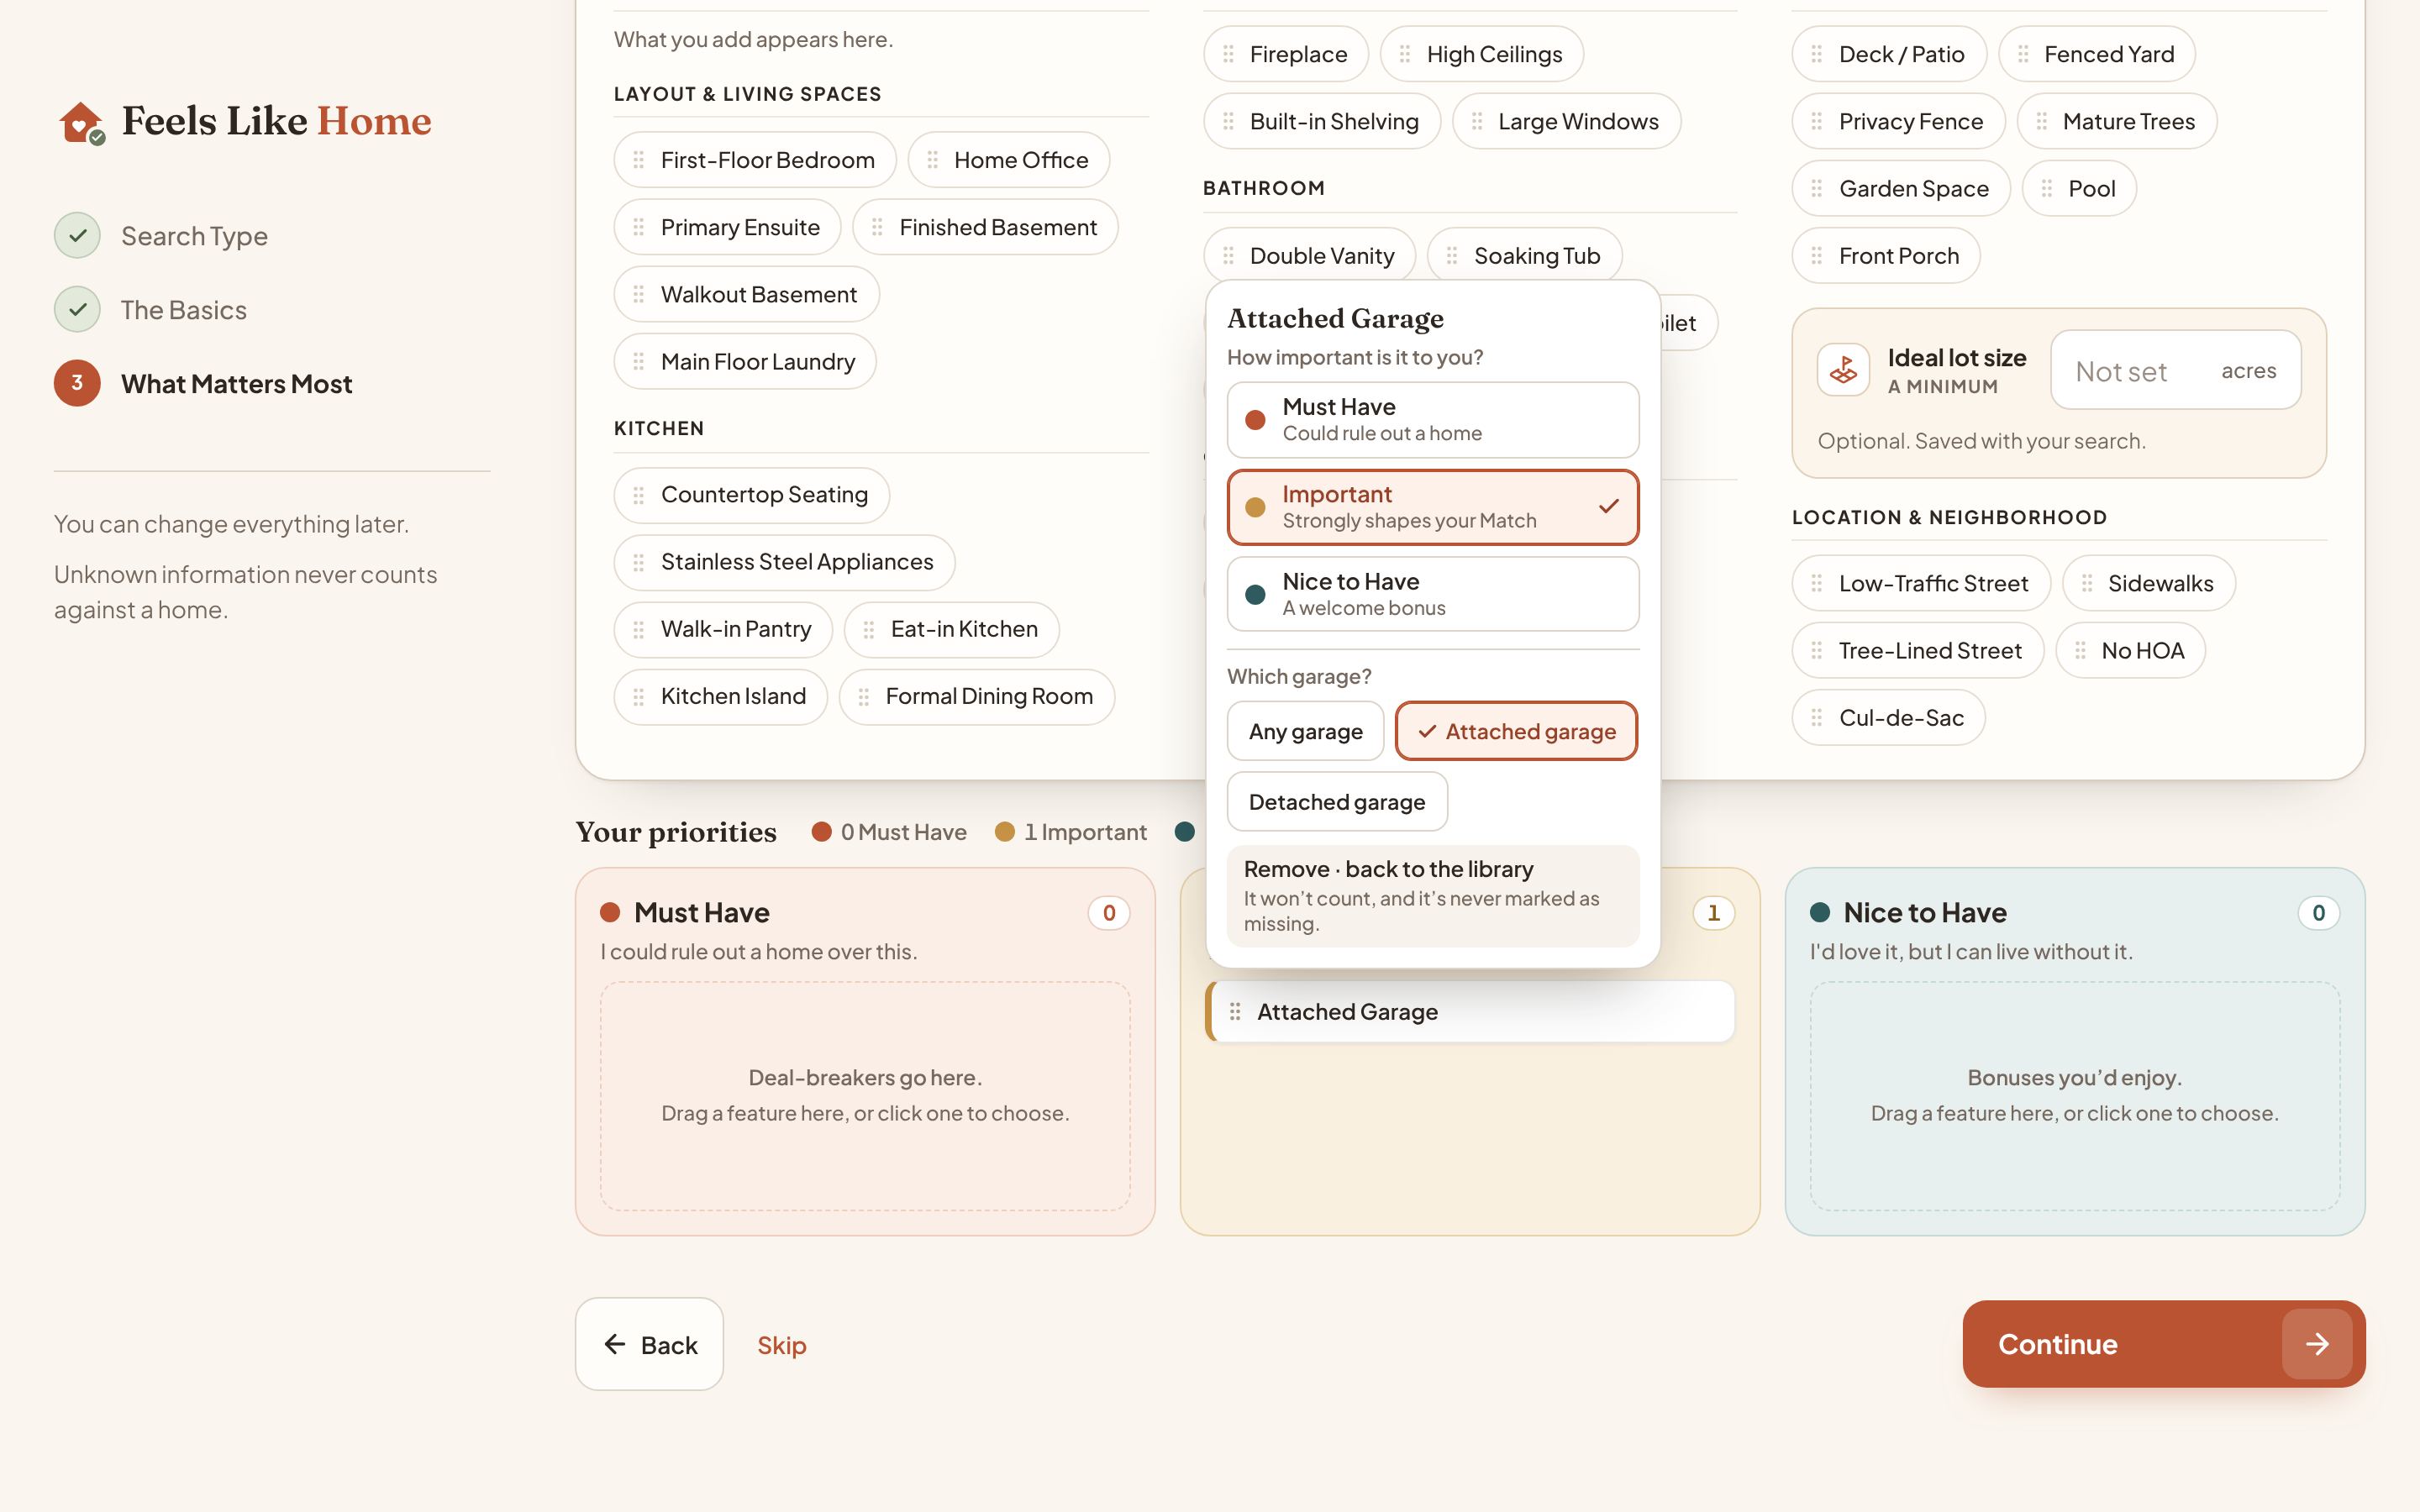 Feels Like Home
Search Type
The Basics
3
What Matters Most
You can change everything later.
Unknown information never counts
against a home.
What you add appears here.
LAYOUT & LIVING SPACES
First-Floor Bedroom
Home Office
Primary Ensuite
Finished Basement
Walkout Basement
Main Floor Laundry
KITCHEN
Countertop Seating
Stainless Steel Appliances
Walk-in Pantry
Eat-in Kitchen
Kitchen Island
Formal Dining Room
Fireplace
High Ceilings
Built-in Shelving
Large Windows
BATHROOM
Double Vanity
Soaking Tub
Attached Garage
How important is it to you?
Must Have
Could rule out a home
Important
Strongly shapes your Match
Nice to Have
A welcome bonus
Which garage?
Any garage
Attached garage
Detached garage
Remove · back to the library
It won’t count, and it’s never marked as
missing.
Deck / Patio
Fenced Yard
Privacy Fence
Mature Trees
Garden Space
Pool
Front Porch
Ideal lot size
A MINIMUM
Not set
acres
Optional. Saved with your search.
LOCATION & NEIGHBORHOOD
Low-Traffic Street
Sidewalks
Tree-Lined Street
No HOA
Cul-de-Sac
Your priorities
0 Must Have
1 Important
Must Have
0
I could rule out a home over this.
Deal-breakers go here.
Drag a feature here, or click one to choose.
1
Attached Garage
Nice to Have
0
I'd love it, but I can live without it.
Bonuses you’d enjoy.
Drag a feature here, or click one to choose.
Back
Skip
Continue